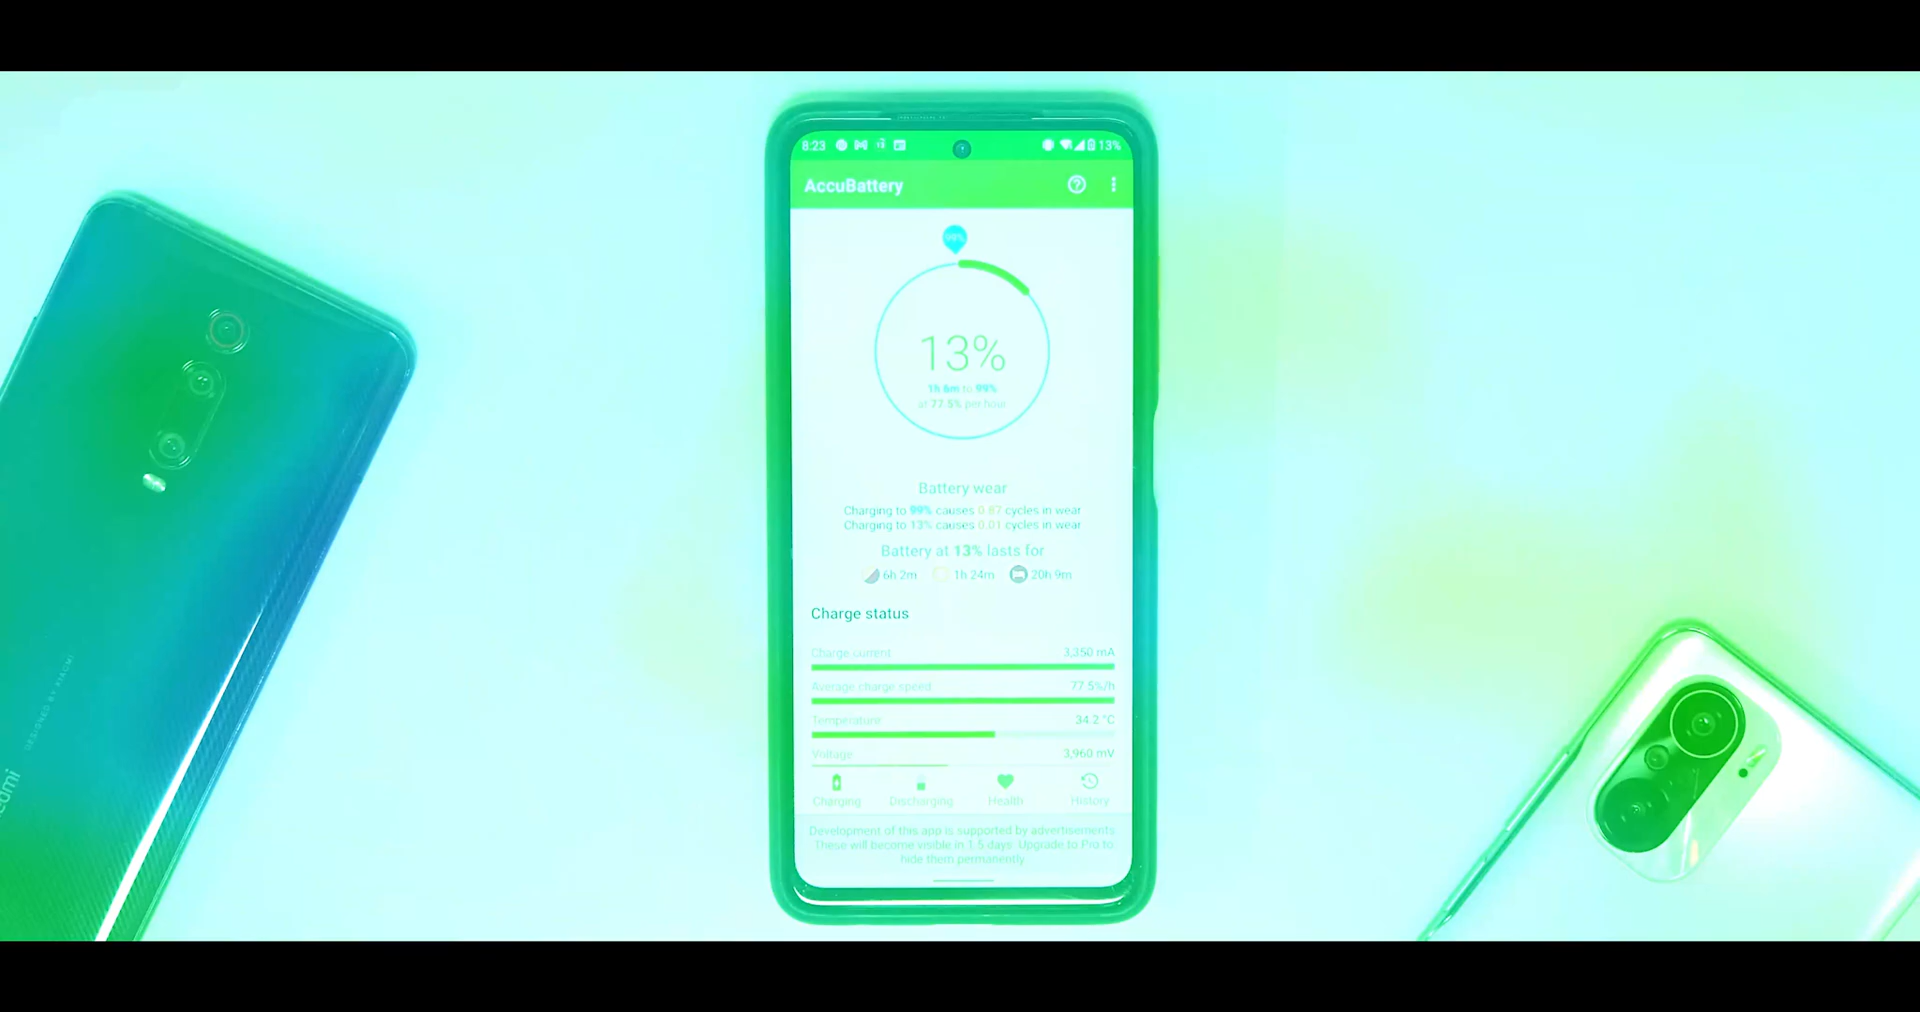 8:23
13%
AccuBattery
99%
13%
1h 6m to 99%
at 77.5% per hour
Battery wear
Charging to 99% causes 0.87 cycles in wear
Charging to 13% causes 0.01 cycles in wear
Battery at 13% lasts for
6h 2m 1h 24m 20h 9m
Charge status
Charge current 3,350 mA
Average charge speed 77.5%/h
Temperature 34.2 °C
Voltage 3,960 mV
Charging Discharging Health History
Development of this app is supported by advertisements.
These will become visible in 1.5 days. Upgrade to Pro to
hide them permanently.
DESIGNED BY XIAOMI